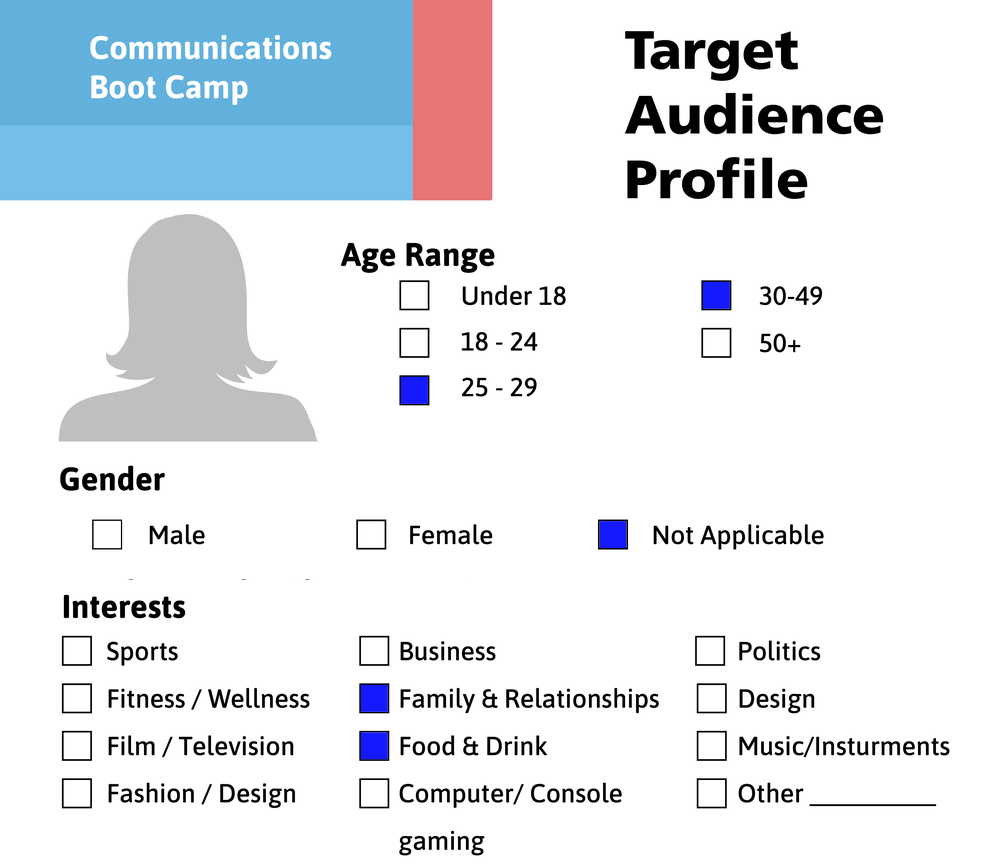 Communications
Boot Camp
Target
Audience
Profile
Age Range
Under 18
30-49
18 - 24
50+
25 - 29
Gender
Male Female Not Applicable
Interests
Sports Business Politics
Fitness / Wellness Family & Relationships Design
Film / Television Food & Drink Music/Insturments
Fashion / Design Computer/ Console Other __________
gaming